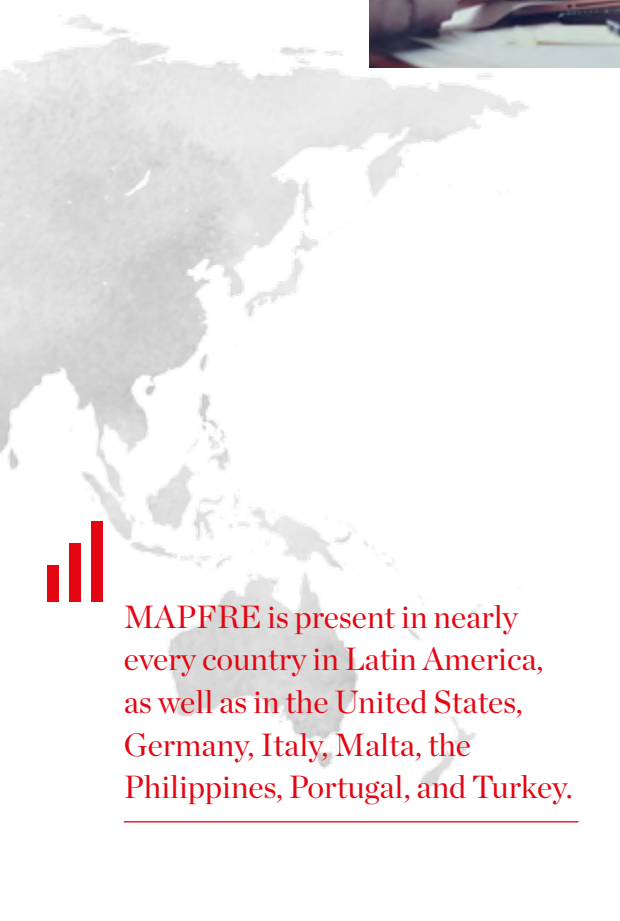 MAPFRE is present in nearly
every country in Latin America,
as well as in the United States,
Germany, Italy, Malta, the
Philippines, Portugal, and Turkey.